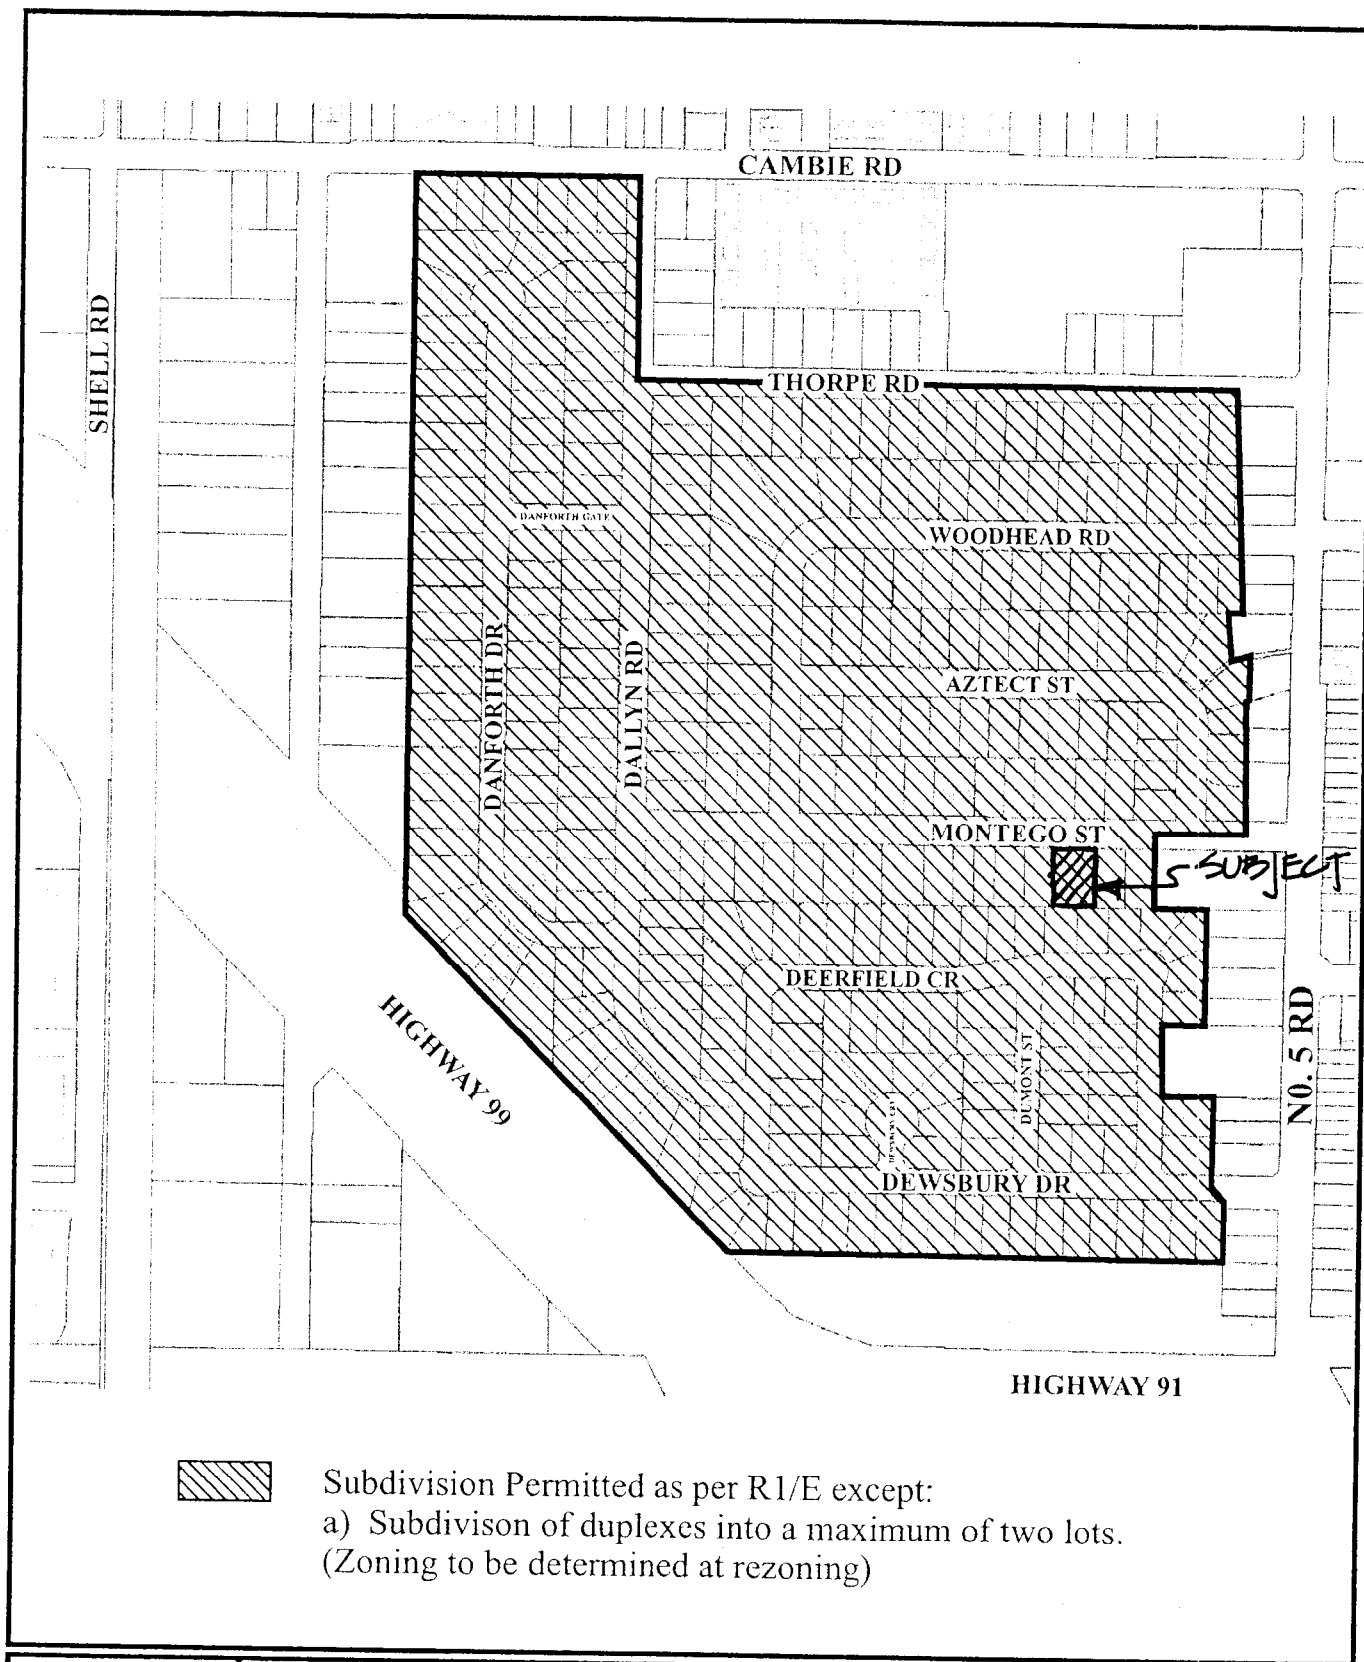 CAMBIE RD
SHELL RD
THORPE RD
DANFORTH GATE
WOODHEAD RD
DANFORTH DR
DALLYN RD
AZTECT ST
MONTEGO ST
SUBJECT
DEERFIELD CR
HIGHWAY 99
DUMONT ST
N0. 5 RD
DEWSBURY DR
HIGHWAY 91
Subdivision Permitted as per R1/E except:
a) Subdivison of duplexes into a maximum of two lots.
(Zoning to be determined at rezoning)